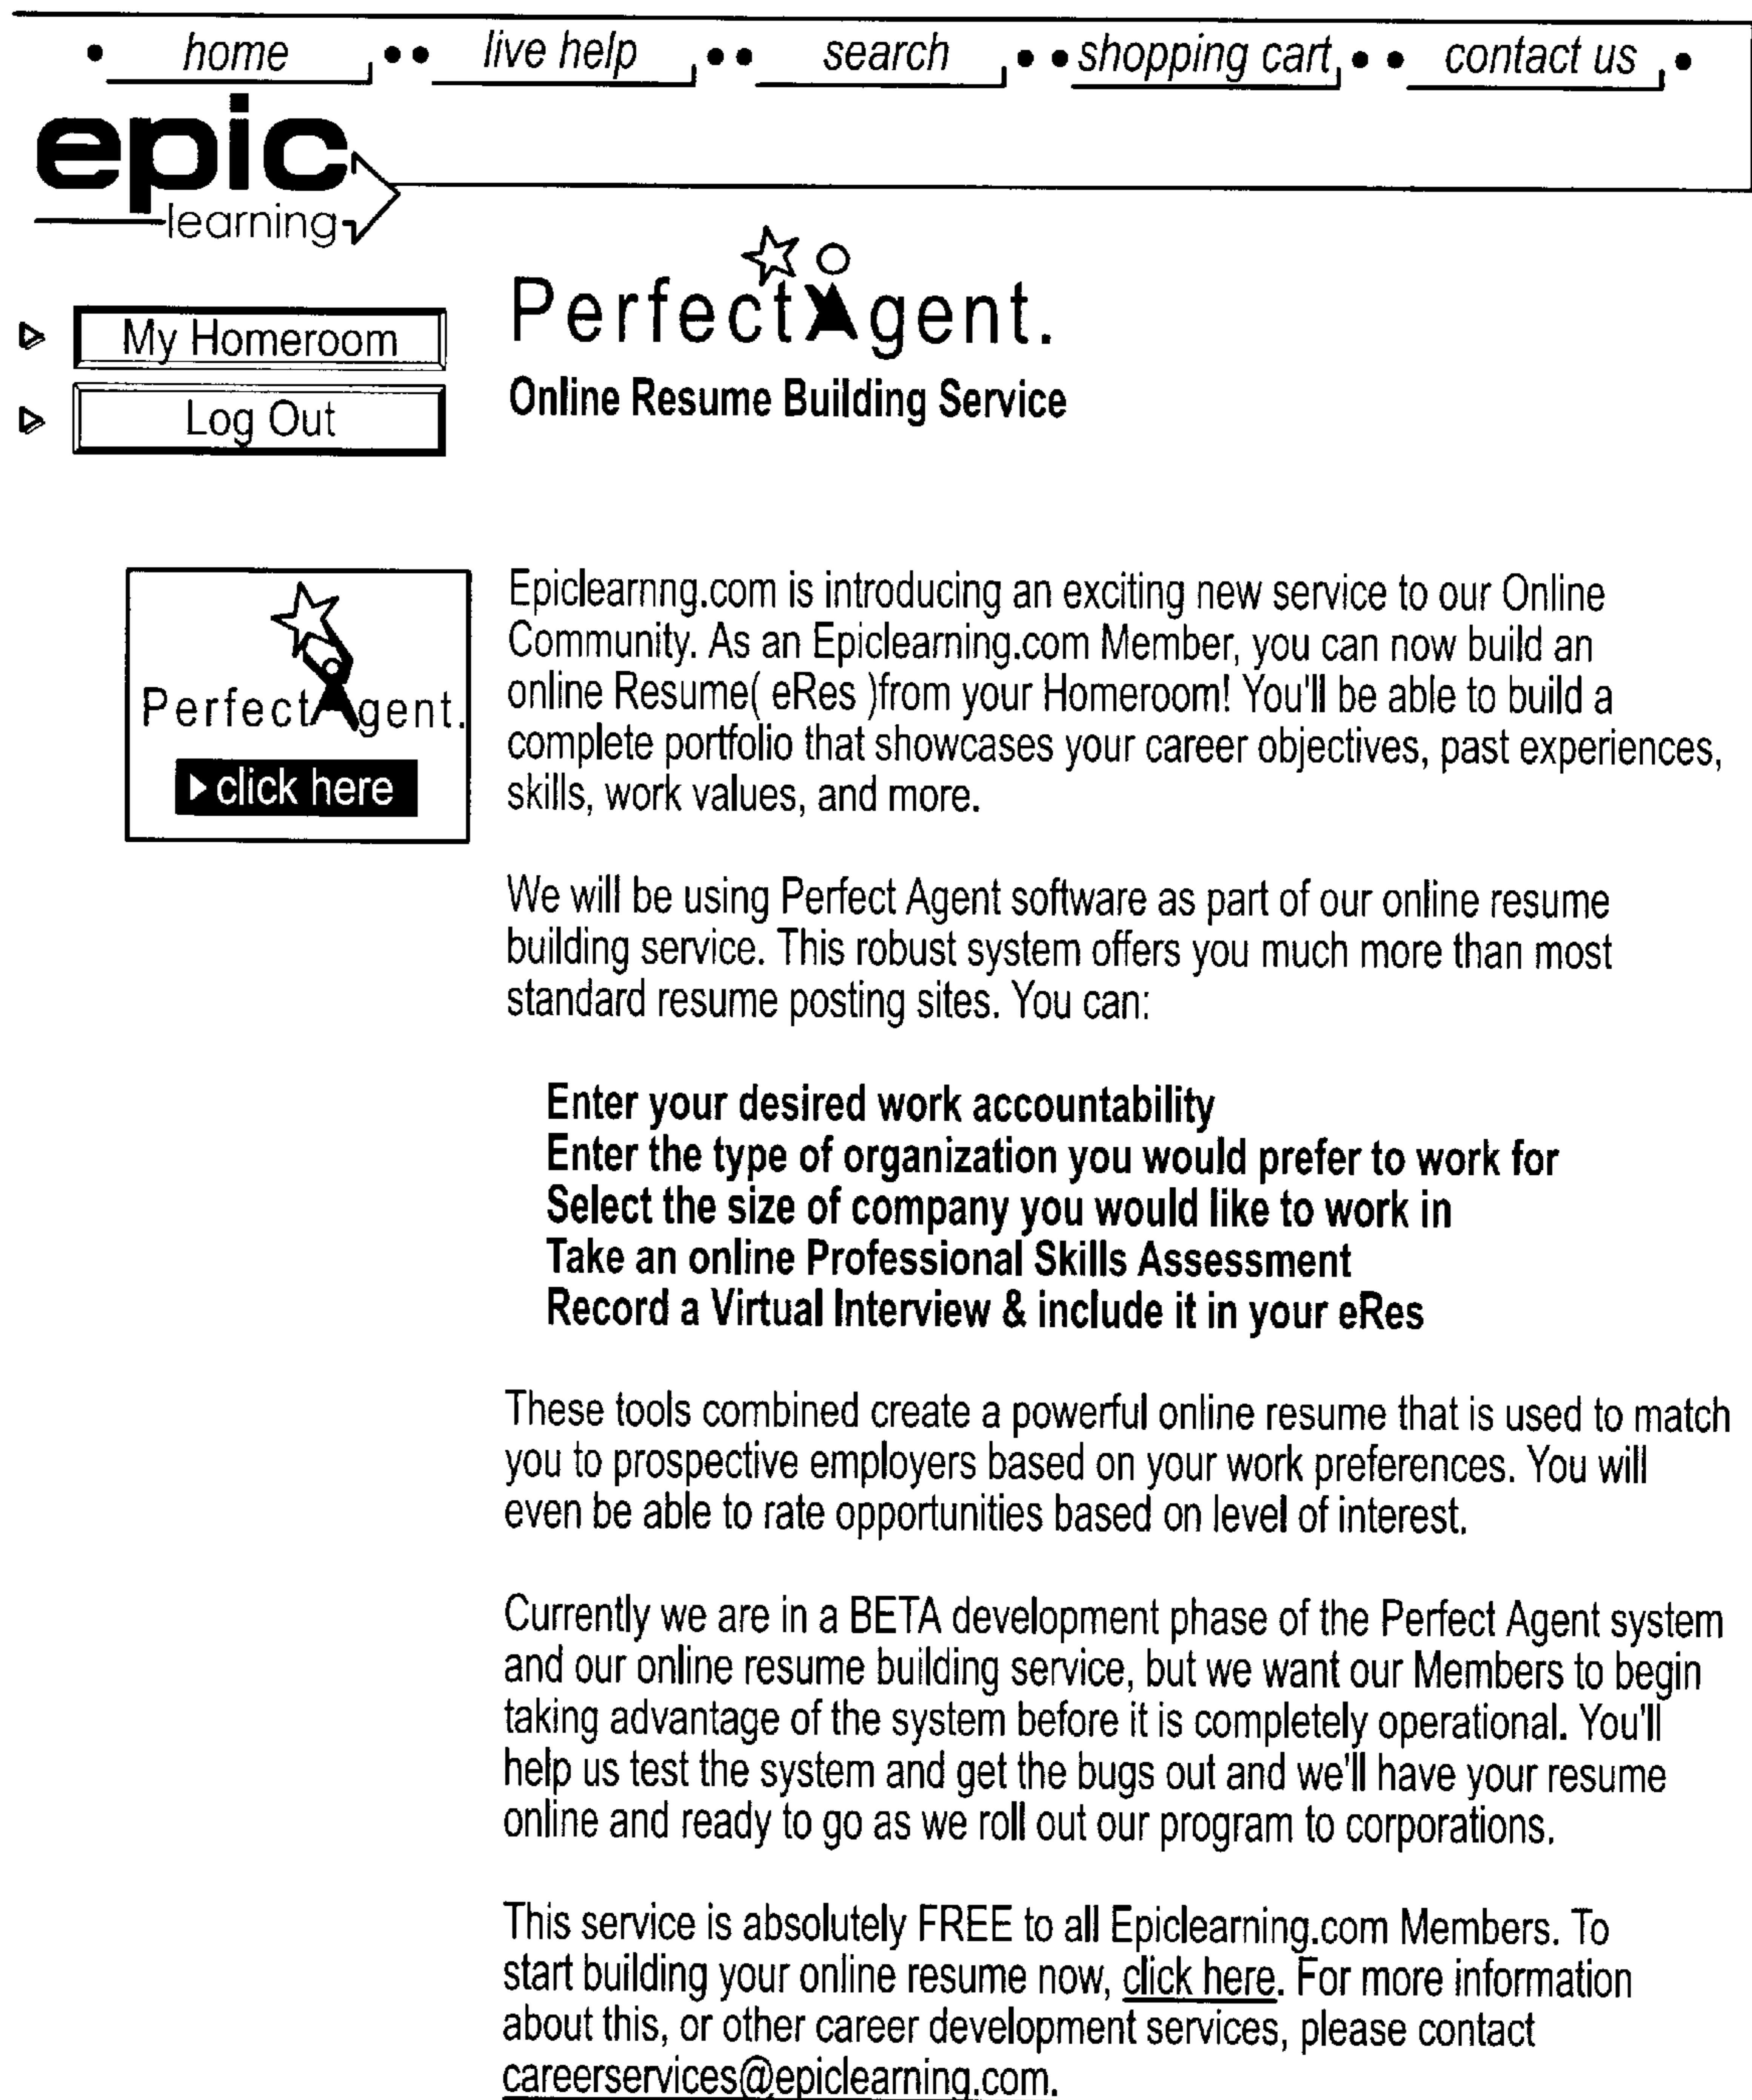 • home •• live help •• search •• shopping cart •• contact us •
epic
learning
Perfect Agent.
My Homeroom
Log Out
Online Resume Building Service
Perfect Agent.
click here
Epiclearnng.com is introducing an exciting new service to our Online
Community. As an Epiclearning.com Member, you can now build an
online Resume( eRes )from your Homeroom! You'll be able to build a
complete portfolio that showcases your career objectives, past experiences,
skills, work values, and more.
We will be using Perfect Agent software as part of our online resume
building service. This robust system offers you much more than most
standard resume posting sites. You can:
Enter your desired work accountability
Enter the type of organization you would prefer to work for
Select the size of company you would like to work in
Take an online Professional Skills Assessment
Record a Virtual Interview & include it in your eRes
These tools combined create a powerful online resume that is used to match
you to prospective employers based on your work preferences. You will
even be able to rate opportunities based on level of interest.
Currently we are in a BETA development phase of the Perfect Agent system
and our online resume building service, but we want our Members to begin
taking advantage of the system before it is completely operational. You'll
help us test the system and get the bugs out and we'll have your resume
online and ready to go as we roll out our program to corporations.
This service is absolutely FREE to all Epiclearning.com Members. To
start building your online resume now, click here. For more information
about this, or other career development services, please contact
careerservices@epiclearning.com.